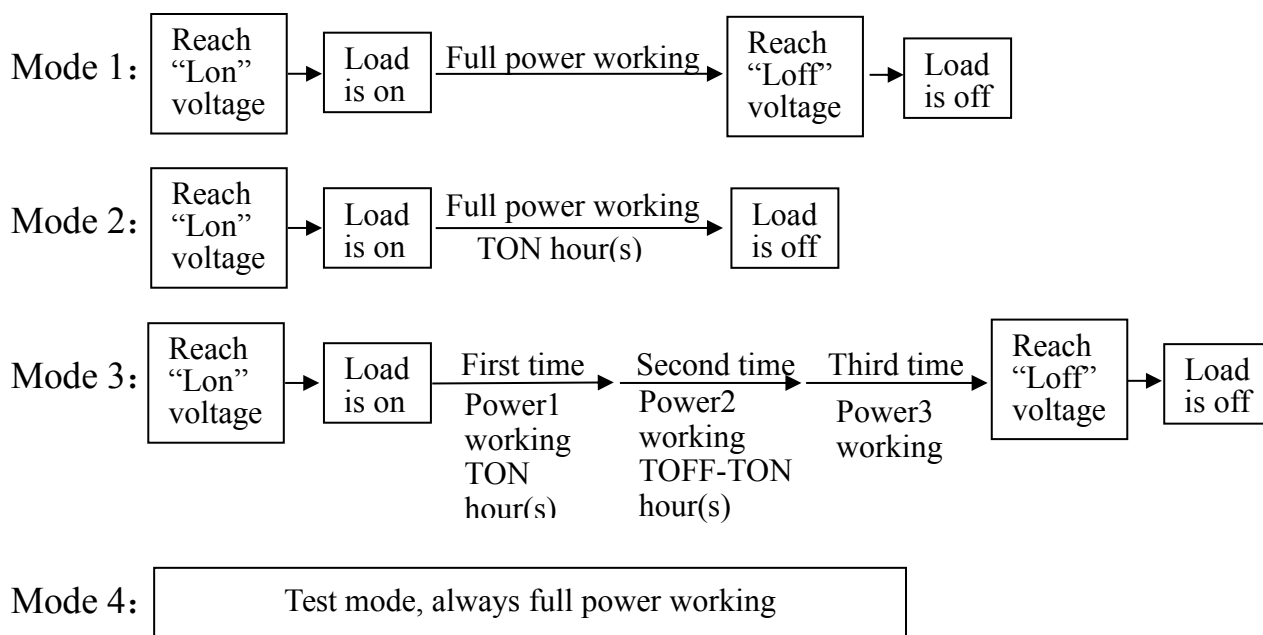 Mode 1:
Reach
“Lon”
voltage
Load
is on
Full power working
Reach
“Loff”
voltage
Load
is off
Mode 2:
Reach
“Lon”
voltage
Load
is on
Full power working
TON hour(s)
Load
is off
Mode 3:
Reach
“Lon”
voltage
Load
is on
First time
Power1
working
TON
hour(s)
Second time
Power2
working
TOFF-TON
hour(s)
Third time
Power3
working
Reach
“Loff”
voltage
Load
is off
Mode 4:
Test mode, always full power working